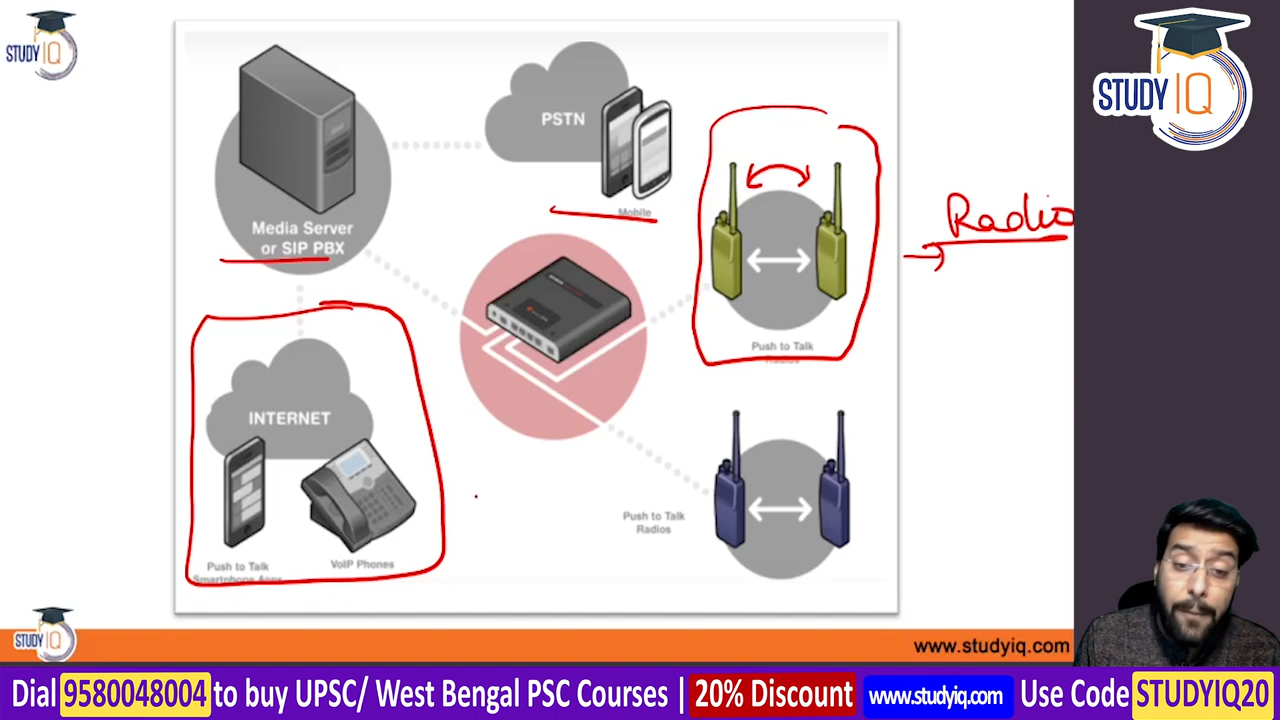 STUDY IQ
STUDY IQ
PSTN
Mobile
Media Server
or SIP PBX
Radio
Push to Talk
Radios
INTERNET
Push to Talk
Radios
Push to Talk
Smartphone Apps
VoIP Phones
STUDY IQ
www.studyiq.com
Dial 9580048004 to buy UPSC/ West Bengal PSC Courses | 20% Discount www.studyiq.com Use Code STUDYIQ20